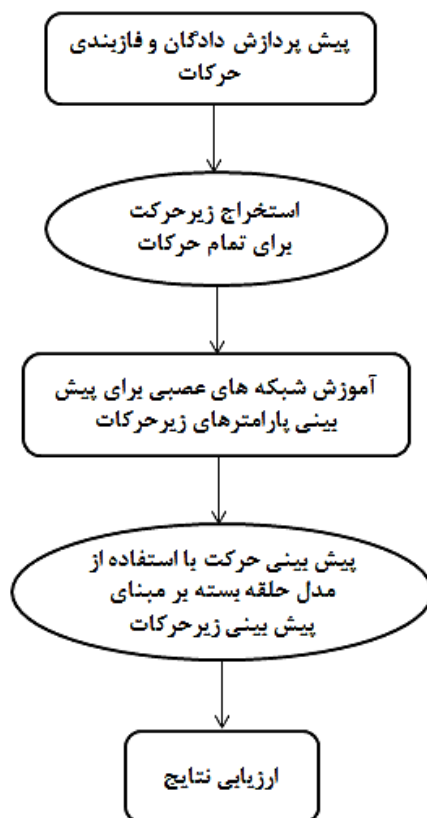 پیش پردازش دادگان و فازبندی
حرکات
استخراج زیرحرکت
برای تمام حرکات
آموزش شبکه های عصبی برای پیش
بینی پارامترهای زیرحرکات
پیش بینی حرکت با استفاده از
مدل حلقه بسته بر مبنای
پیش بینی زیرحرکات
ارزیابی نتایج